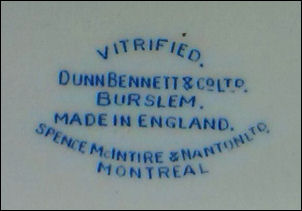 VITRIFIED.
DUNN BENNETT & CO LTD.
BURSLEM.
MADE IN ENGLAND.
SPENCE MCINTIRE & NANTON LTD
MONTREAL